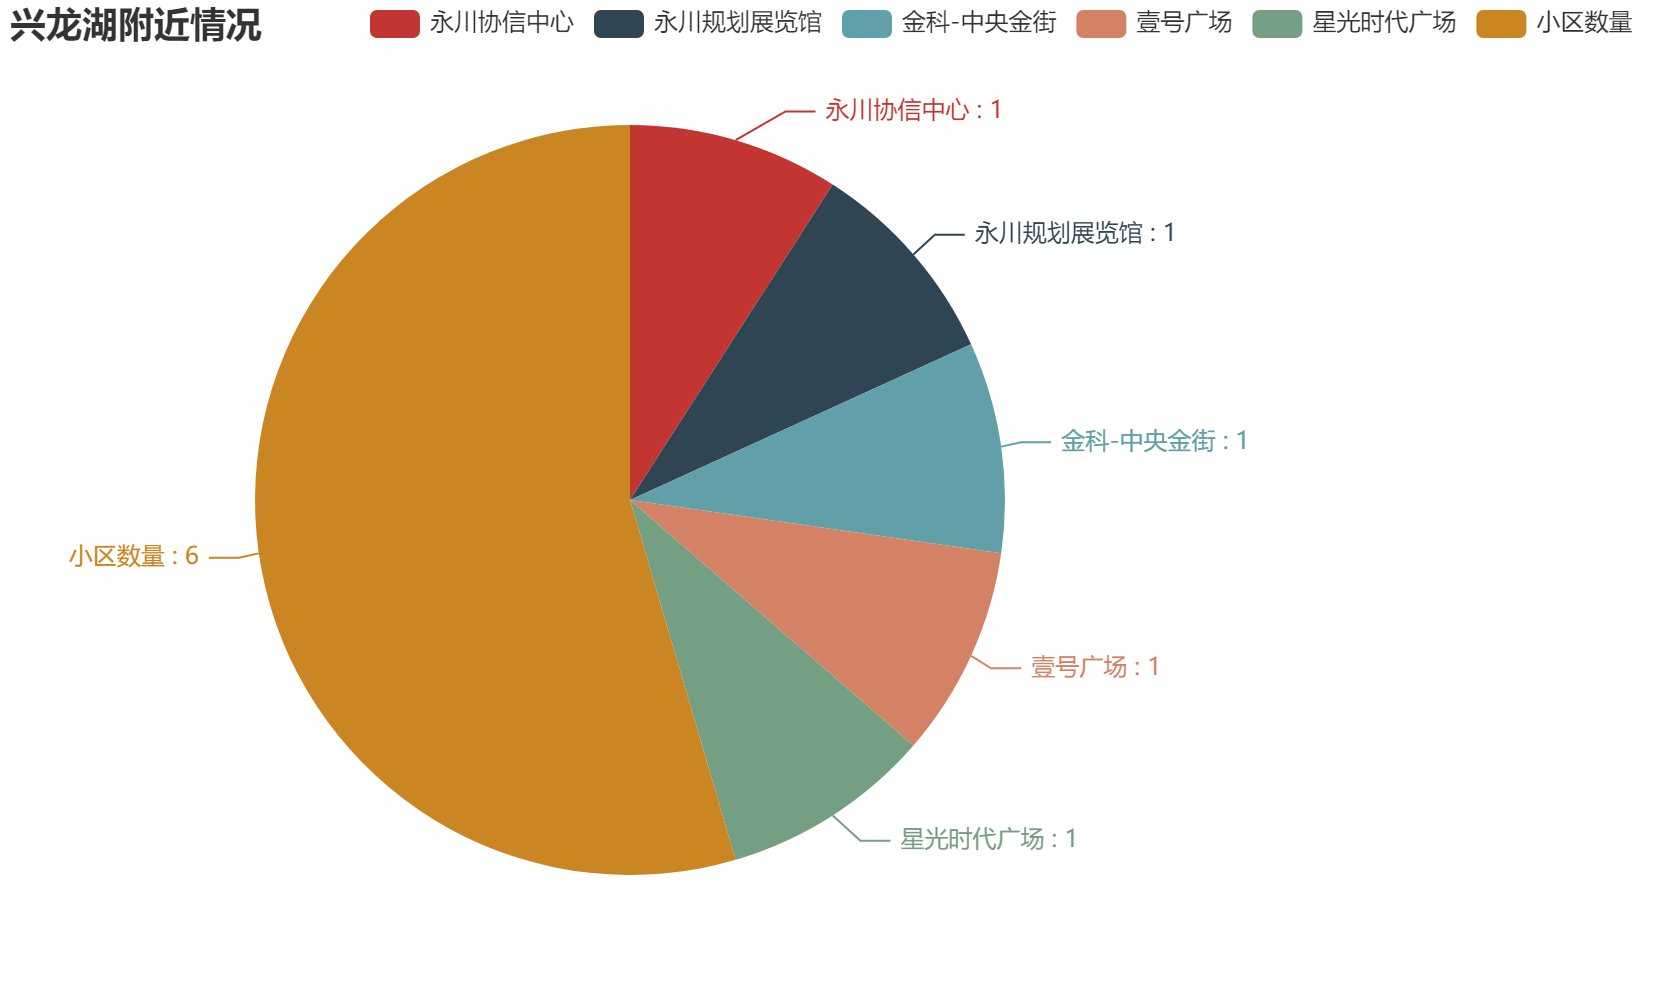 兴龙湖附近情况
永川协信中心
永川规划展览馆
金科-中央金街
壹号广场
星光时代广场
小区数量
永川协信中心 : 1
永川规划展览馆 : 1
金科-中央金街 : 1
小区数量 : 6
壹号广场 : 1
星光时代广场 : 1